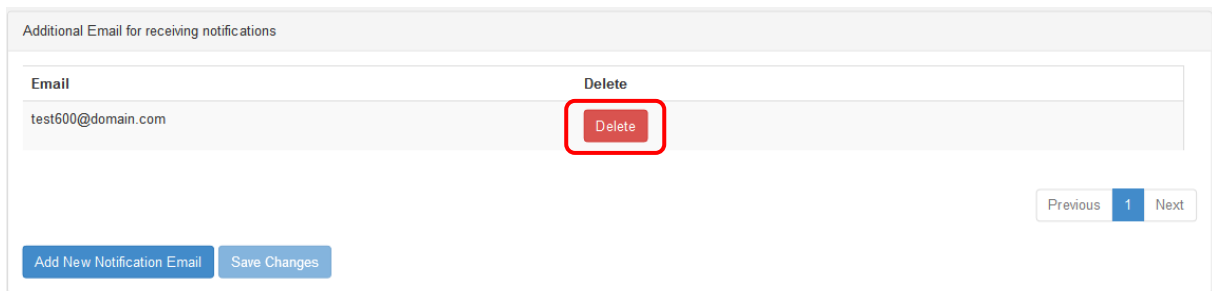 Additional Email for receiving notifications
Email Delete
test600@domain.com Delete
Previous 1 Next
Add New Notification Email Save Changes